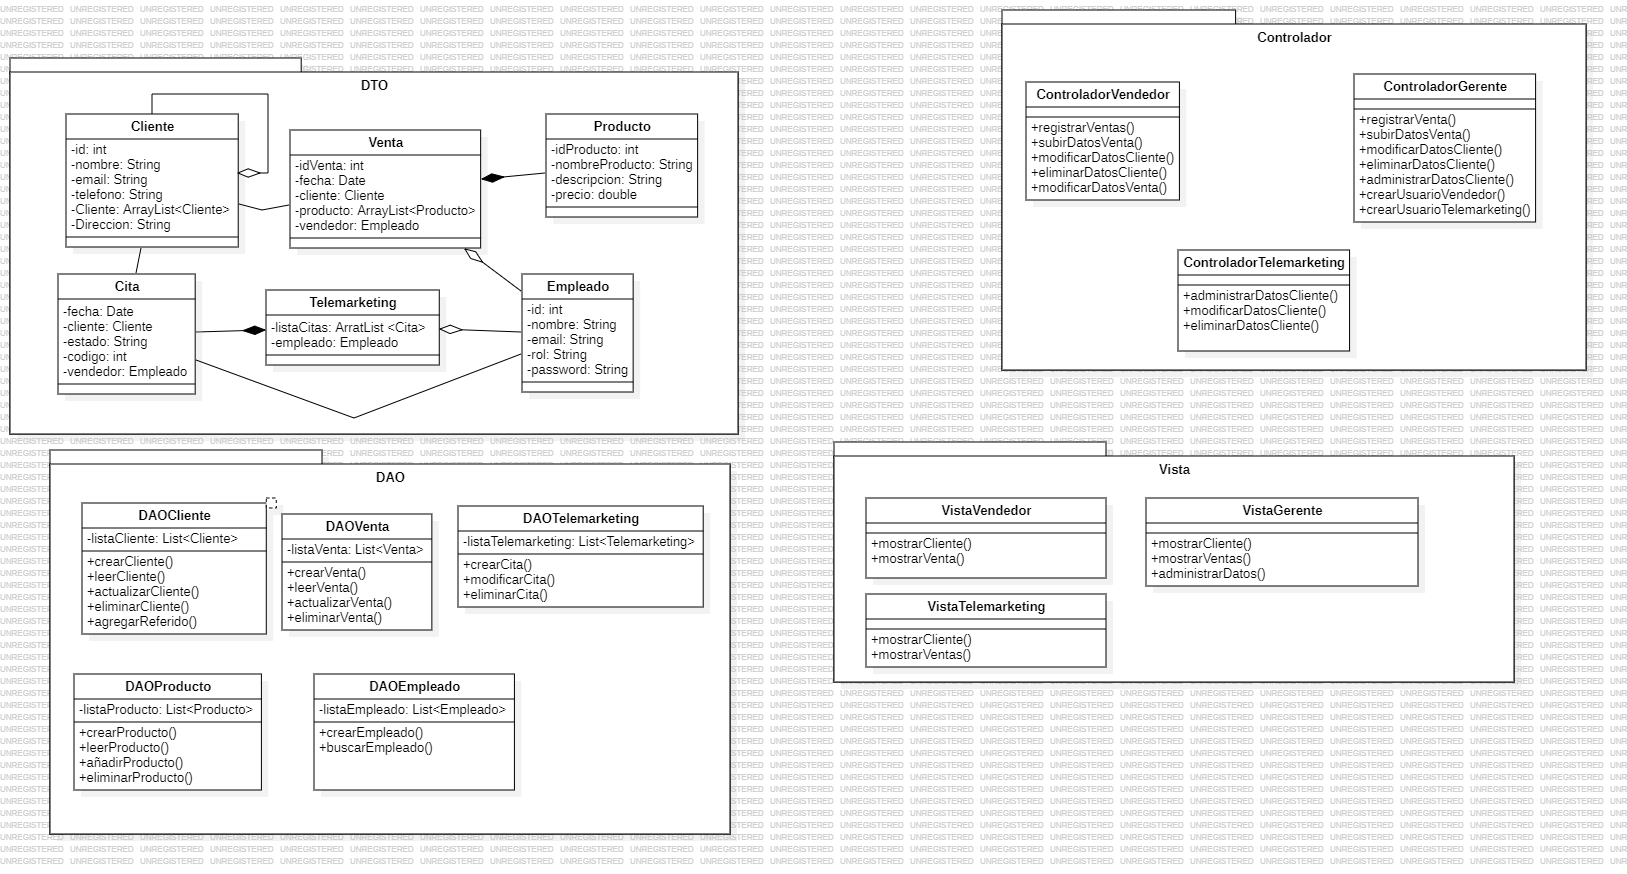 DTO
Cliente
-id: int
-nombre: String
-email: String
-telefono: String
-Cliente: ArrayList<Cliente>
-Direccion: String
Venta
-idVenta: int
-fecha: Date
-cliente: Cliente
-producto: ArrayList<Producto>
-vendedor: Empleado
Producto
-idProducto: int
-nombreProducto: String
-descripcion: String
-precio: double
Cita
-fecha: Date
-cliente: Cliente
-estado: String
-codigo: int
-vendedor: Empleado
Telemarketing
-listaCitas: ArratList <Cita>
-empleado: Empleado
Empleado
-id: int
-nombre: String
-email: String
-rol: String
-password: String
Controlador
ControladorVendedor
+registrarVentas()
+subirDatosVenta()
+modificarDatosCliente()
+eliminarDatosCliente()
+modificarDatosVenta()
ControladorGerente
+registrarVenta()
+subirDatosVenta()
+modificarDatosCliente()
+eliminarDatosCliente()
+administrarDatosCliente()
+crearUsuarioVendedor()
+crearUsuarioTelemarketing()
ControladorTelemarketing
+administrarDatosCliente()
+modificarDatosCliente()
+eliminarDatosCliente()
DAO
DAOCliente
-listaCliente: List<Cliente>
+crearCliente()
+leerCliente()
+actualizarCliente()
+eliminarCliente()
+agregarReferido()
DAOVenta
-listaVenta: List<Venta>
+crearVenta()
+leerVenta()
+actualizarVenta()
+eliminarVenta()
DAOTelemarketing
-listaTelemarketing: List<Telemarketing>
+crearCita()
+modificarCita()
+eliminarCita()
DAOProducto
-listaProducto: List<Producto>
+crearProducto()
+leerProducto()
+añadirProducto()
+eliminarProducto()
DAOEmpleado
-listaEmpleado: List<Empleado>
+crearEmpleado()
+buscarEmpleado()
Vista
VistaVendedor
+mostrarCliente()
+mostrarVenta()
VistaGerente
+mostrarCliente()
+mostrarVentas()
+administrarDatos()
VistaTelemarketing
+mostrarCliente()
+mostrarVentas()
UNREGISTERED